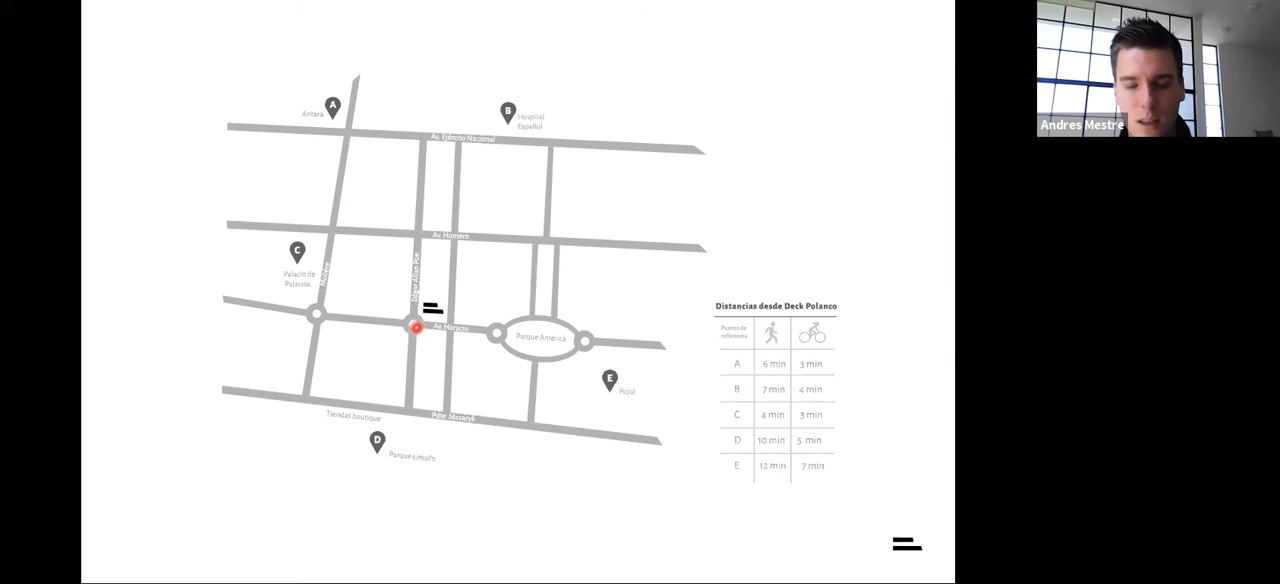 Andres Mestre
A
Antara
B
Hospital
Español
Av. Ejército Nacional
Av. Homero
C
Palacio de
Palacios
Molière
Edgar Allan Poe
Av. Horacio
Parque America
E
Pujol
Tiendas boutique
Pdte. Masaryk
D
Parque Lincoln
Distancias desde Deck Polanco
Puntos de
referencia
A 6 min 3 min
B 7 min 4 min
C 4 min 3 min
D 10 min 5 min
E 12 min 7 min